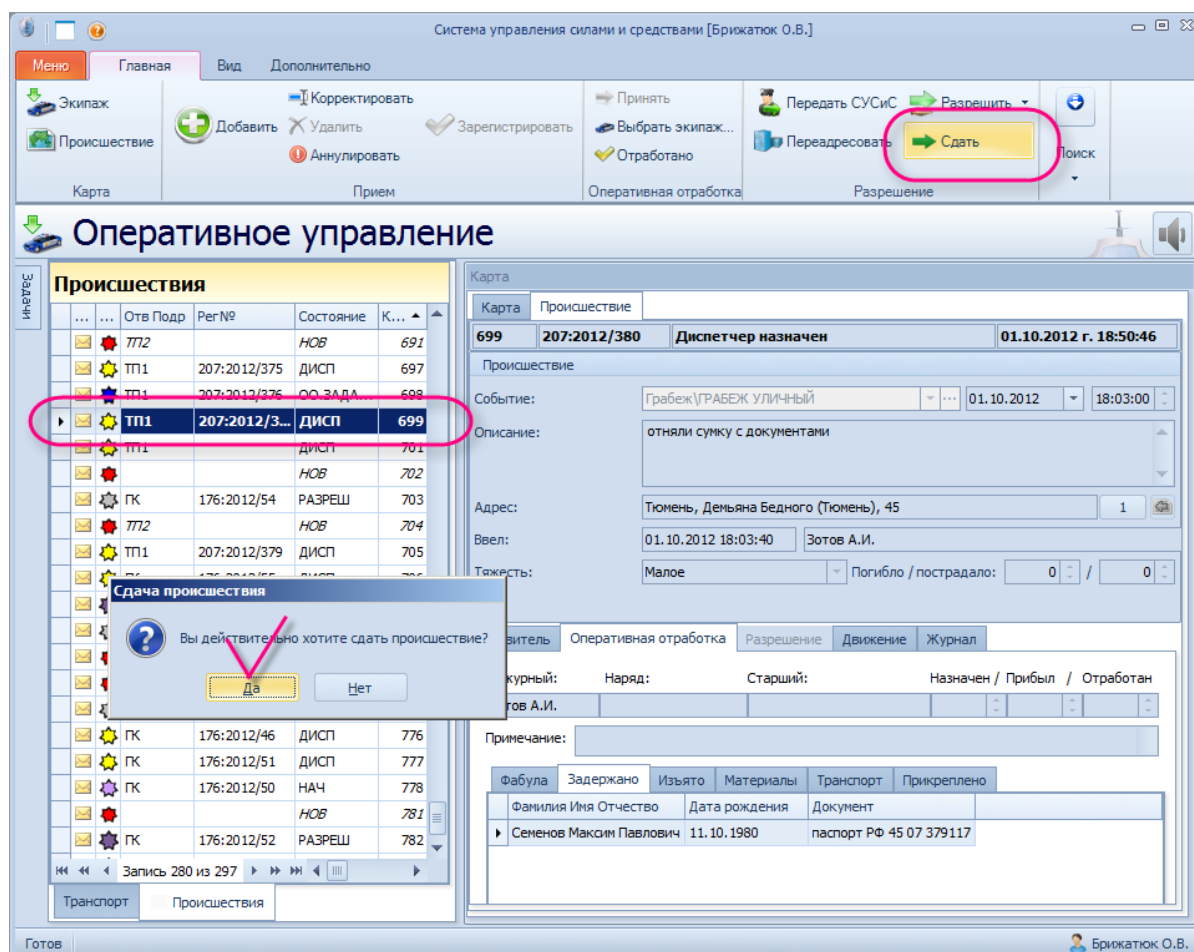 Система управления силами и средствами [Брижатюк О.В.]
Меню Главная Вид Дополнительно
Экипаж
Происшествие
Карта
Добавить
Корректировать
Удалить
Аннулировать
Зарегистрировать
Прием
Принять
Выбрать экипаж...
Отработано
Оперативная отработка
Передать СУСиС
Переадресовать
Разрешить
Сдать
Разрешение
Поиск
Оперативное управление
Задачи
Происшествия
... ... Отв Подр Рег№ Состояние К...
ТП2 НОВ 691
ТП1 207:2012/375 ДИСП 697
ТП1 207:2012/376 ОО.ЗАДА... 698
ТП1 207:2012/3... ДИСП 699
ТП1 ДИСП 701
НОВ 702
ГК 176:2012/54 РАЗРЕШ 703
ТП2 НОВ 704
ТП1 207:2012/379 ДИСП 705
ГК 176:2012/46 ДИСП 776
ГК 176:2012/51 ДИСП 777
ГК 176:2012/50 НАЧ 778
НОВ 781
ГК 176:2012/52 РАЗРЕШ 782
Запись 280 из 297
Транспорт Происшествия
Сдача происшествия
Вы действительно хотите сдать происшествие?
Да Нет
Карта
Карта Происшествие
699 207:2012/380 Диспетчер назначен 01.10.2012 г. 18:50:46
Происшествие
Событие: Грабеж\ГРАБЕЖ УЛИЧНЫЙ ... 01.10.2012 18:03:00
Описание: отняли сумку с документами
Адрес: Тюмень, Демьяна Бедного (Тюмень), 45 1
Ввел: 01.10.2012 18:03:40 Зотов А.И.
Тяжесть: Малое Погибло / пострадало: 0 / 0
Оперативная отработка Разрешение Движение Журнал
Наряд: Старший: Назначен / Прибыл / Отработан
А.И.
Примечание:
Фабула Задержано Изъято Материалы Транспорт Прикреплено
Фамилия Имя Отчество Дата рождения Документ
Семенов Максим Павлович 11.10.1980 паспорт РФ 45 07 379117
Готов Брижатюк О.В.